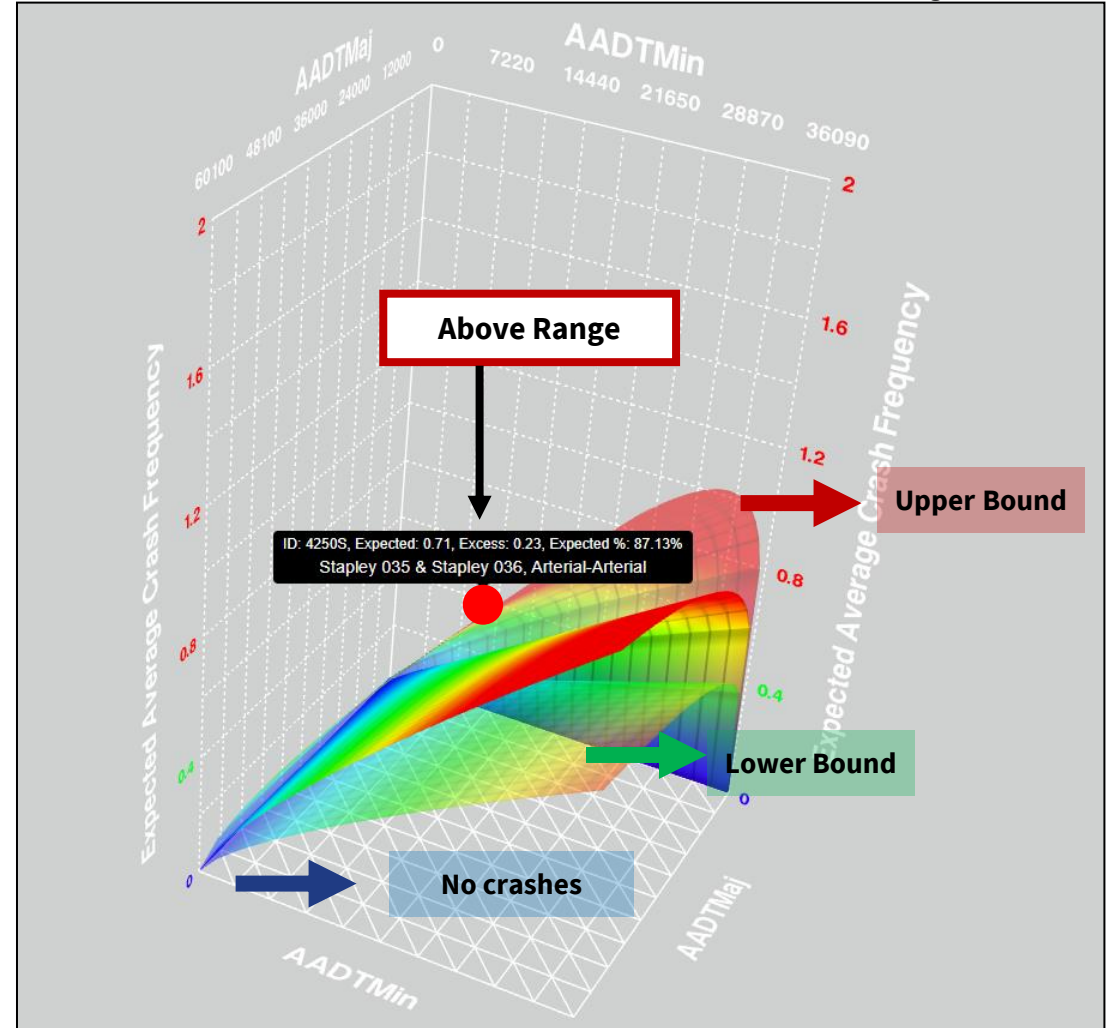 AADTMaj
AADTMin
0
7220
14440
21650
28870
36090
60100
48100
36000
24000
12000
2
2
Above Range
1.6
1.6
Expected Average Crash Frequency
Expected Average Crash Frequency
1.2
1.2
Upper Bound
ID: 4250S, Expected: 0.71, Excess: 0.23, Expected %: 87.13%
Stapley 035 & Stapley 036, Arterial-Arterial
0.8
0.8
0.4
0.4
Lower Bound
0
0
No crashes
AADTMaj
AADTMin